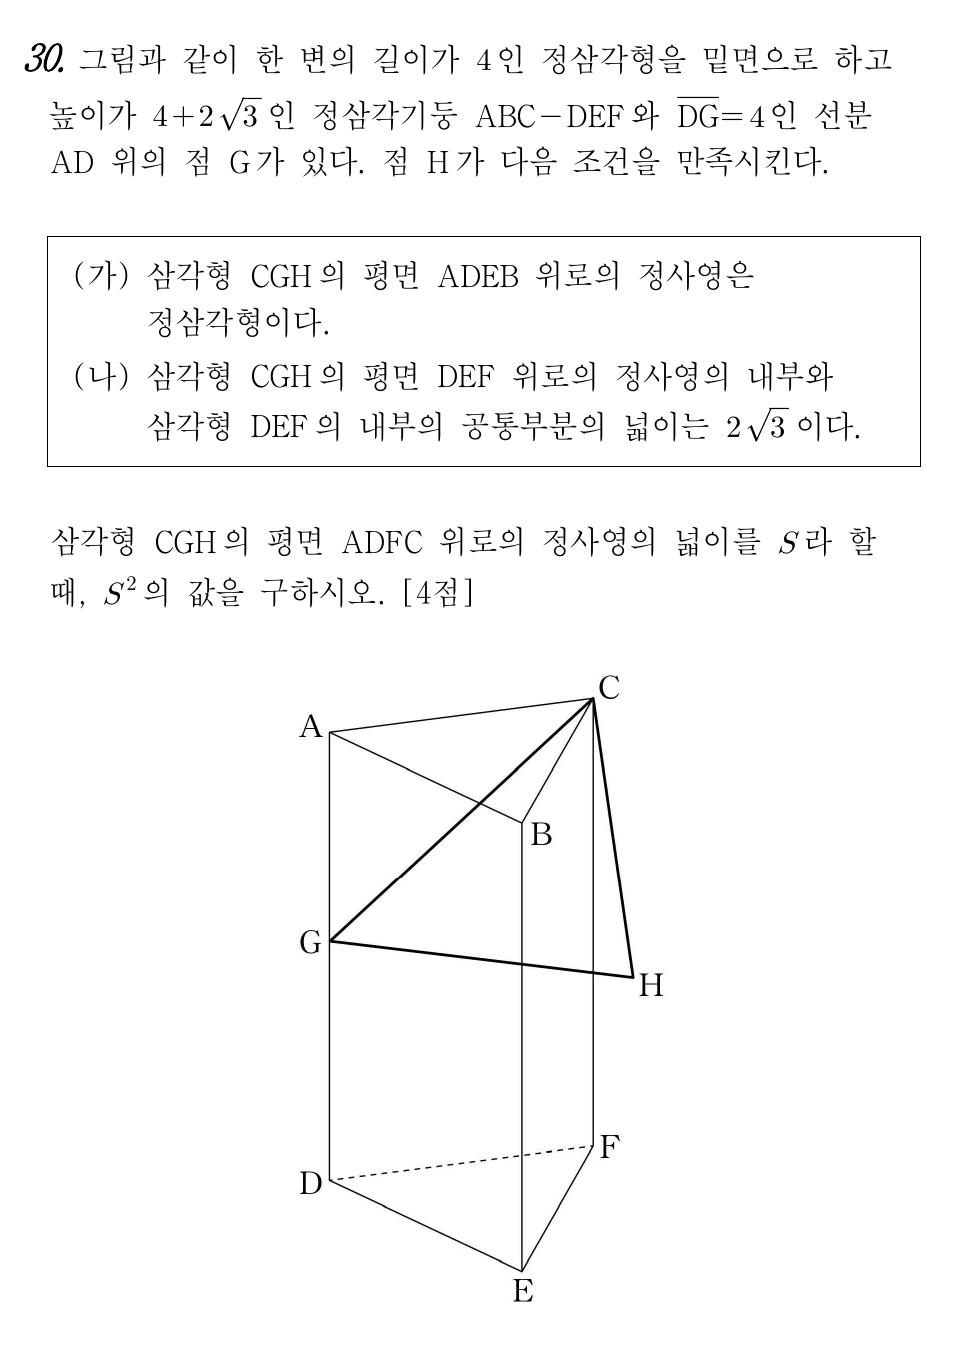 30. 그림과 같이 한 변의 길이가 4인 정삼각형을 밑면으로 하고
높이가 4+2√3인 정삼각기둥 ABC-DEF와 D̅G̅=4인 선분
AD 위의 점 G가 있다. 점 H가 다음 조건을 만족시킨다.
(가) 삼각형 CGH의 평면 ADEB 위로의 정사영은
정삼각형이다.
(나) 삼각형 CGH의 평면 DEF 위로의 정사영의 내부와
삼각형 DEF의 내부의 공통부분의 넓이는 2√3이다.
삼각형 CGH의 평면 ADFC 위로의 정사영의 넓이를 S라 할
때, S²의 값을 구하시오. [4점]
C
A
B
G
H
F
D
E